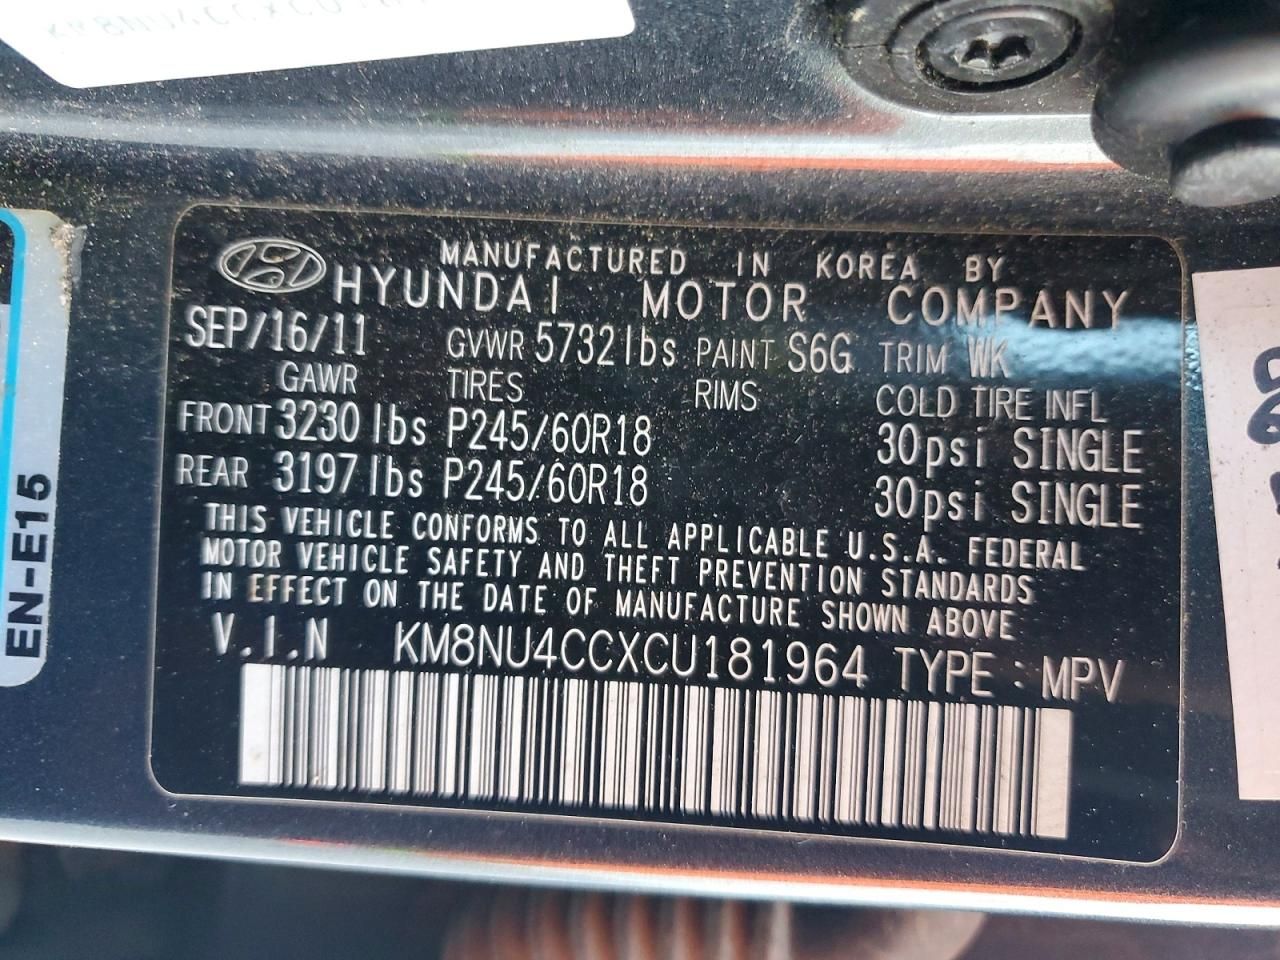 MANUFACTURED IN KOREA BY
HYUNDAI MOTOR COMPANY
SEP/16/11 GVWR 5732lbs PAINT S6G TRIM WK
GAWR TIRES RIMS COLD TIRE INFL
FRONT 3230 lbs P245/60R18 30psi SINGLE
REAR 3197 lbs P245/60R18 30psi SINGLE
THIS VEHICLE CONFORMS TO ALL APPLICABLE U.S.A. FEDERAL
MOTOR VEHICLE SAFETY AND THEFT PREVENTION STANDARDS
IN EFFECT ON THE DATE OF MANUFACTURE SHOWN ABOVE
V.I.N KM8NU4CCXCU181964 TYPE : MPV
EN-E15